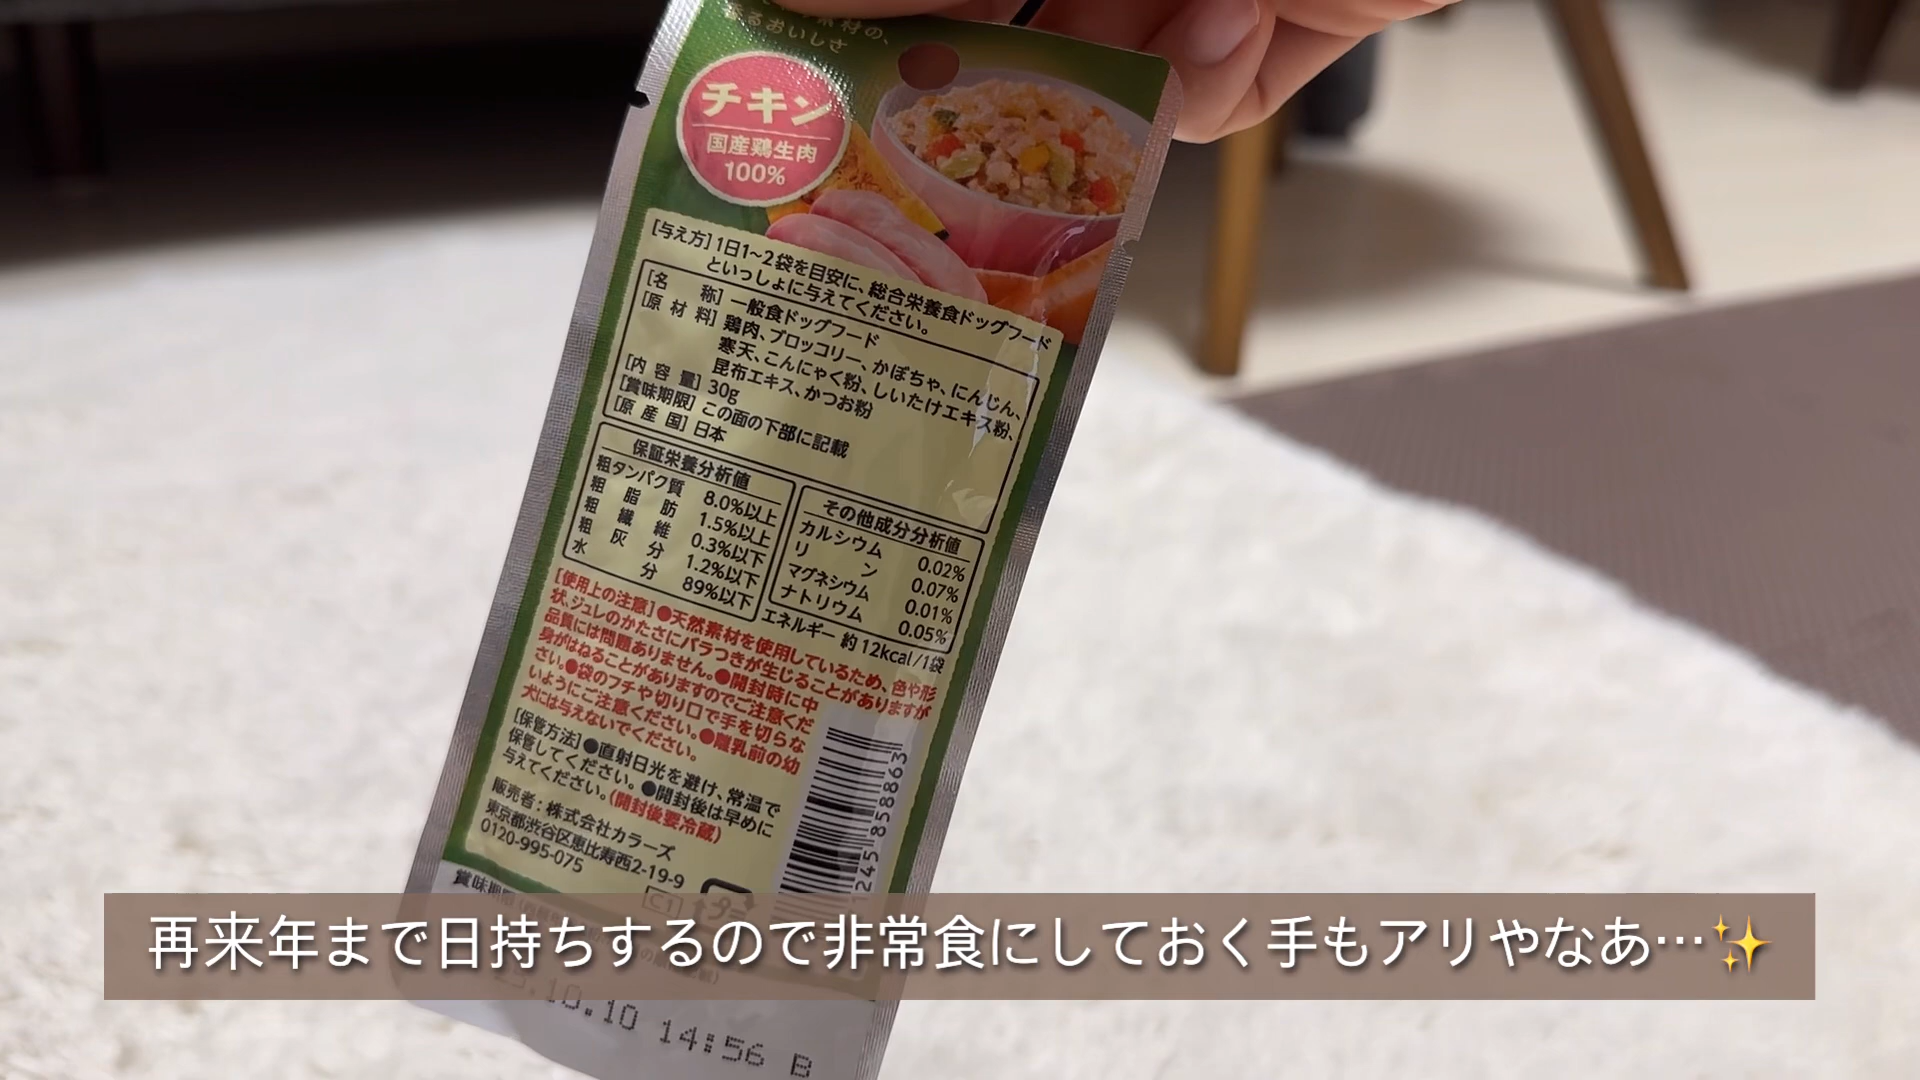 るおいしさ
チキン
国産鶏生肉
100%
[与え方]1日1~2袋を目安に、総合栄養食ドッグフード
といっしょに与えてください。
[名 称]一般食ドッグフード
[原材料]鶏肉、ブロッコリー、かぼちゃ、にんじん、
寒天、こんにゃく粉、しいたけエキス粉、
昆布エキス、かつお粉
[内容量]30g
[賞味期限]この面の下部に記載
[原産国]日本
保証栄養分析値
粗タンパク質 8.0%以上
粗脂肪 1.5%以上
粗繊維 0.3%以下
粗灰分 1.2%以下
水分 89%以下
その他成分分析値
カルシウム 0.02%
リン 0.07%
マグネシウム 0.01%
ナトリウム 0.05%
エネルギー 約12kcal/1袋
[使用上の注意]●天然素材を使用しているため、色や形
状、ジュレのかたさにバラつきが生じることがありますが
品質には問題ありません。●開封時に中
身がはねることがありますのでご注意くだ
さい。●袋のフチや切り口で手を切らな
いようにご注意ください。●離乳前の幼
犬には与えないでください。
[保管方法]●直射日光を避け、常温で
保管してください。●開封後は早めに
与えてください。(開封後要冷蔵)
販売者:株式会社カラーズ
東京都渋谷区恵比寿西2-19-9
0120-995-075
245-858863
C1
賞味期限
再来年まで日持ちするので非常食にしておく手もアリやなあ…✨
.10.10 14:56 B